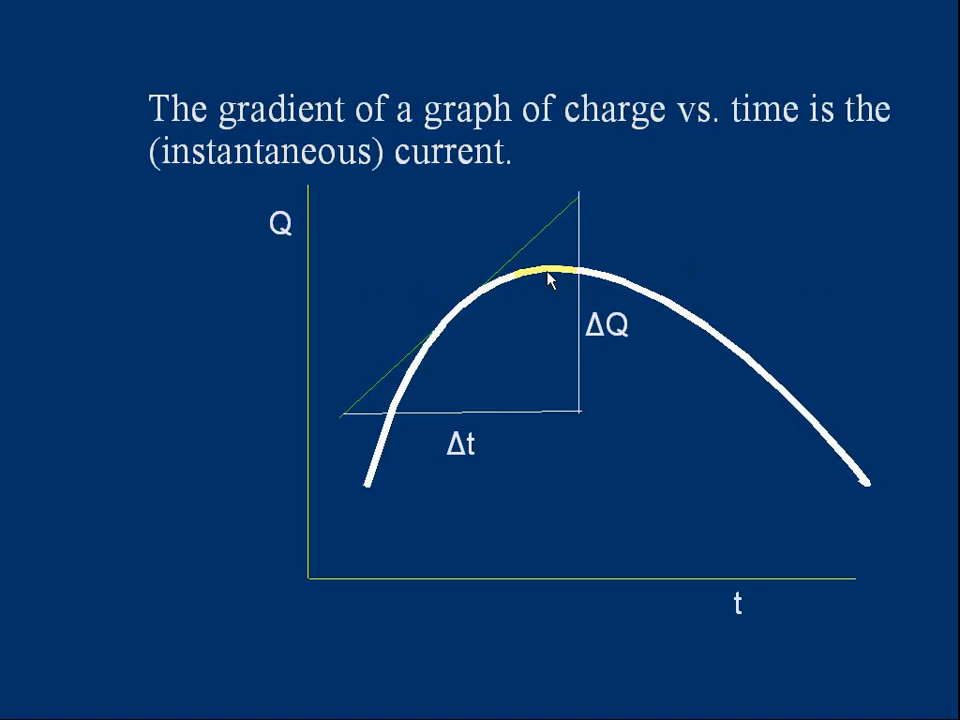 The gradient of a graph of charge vs. time is the
(instantaneous) current.
Q
ΔQ
Δt
t